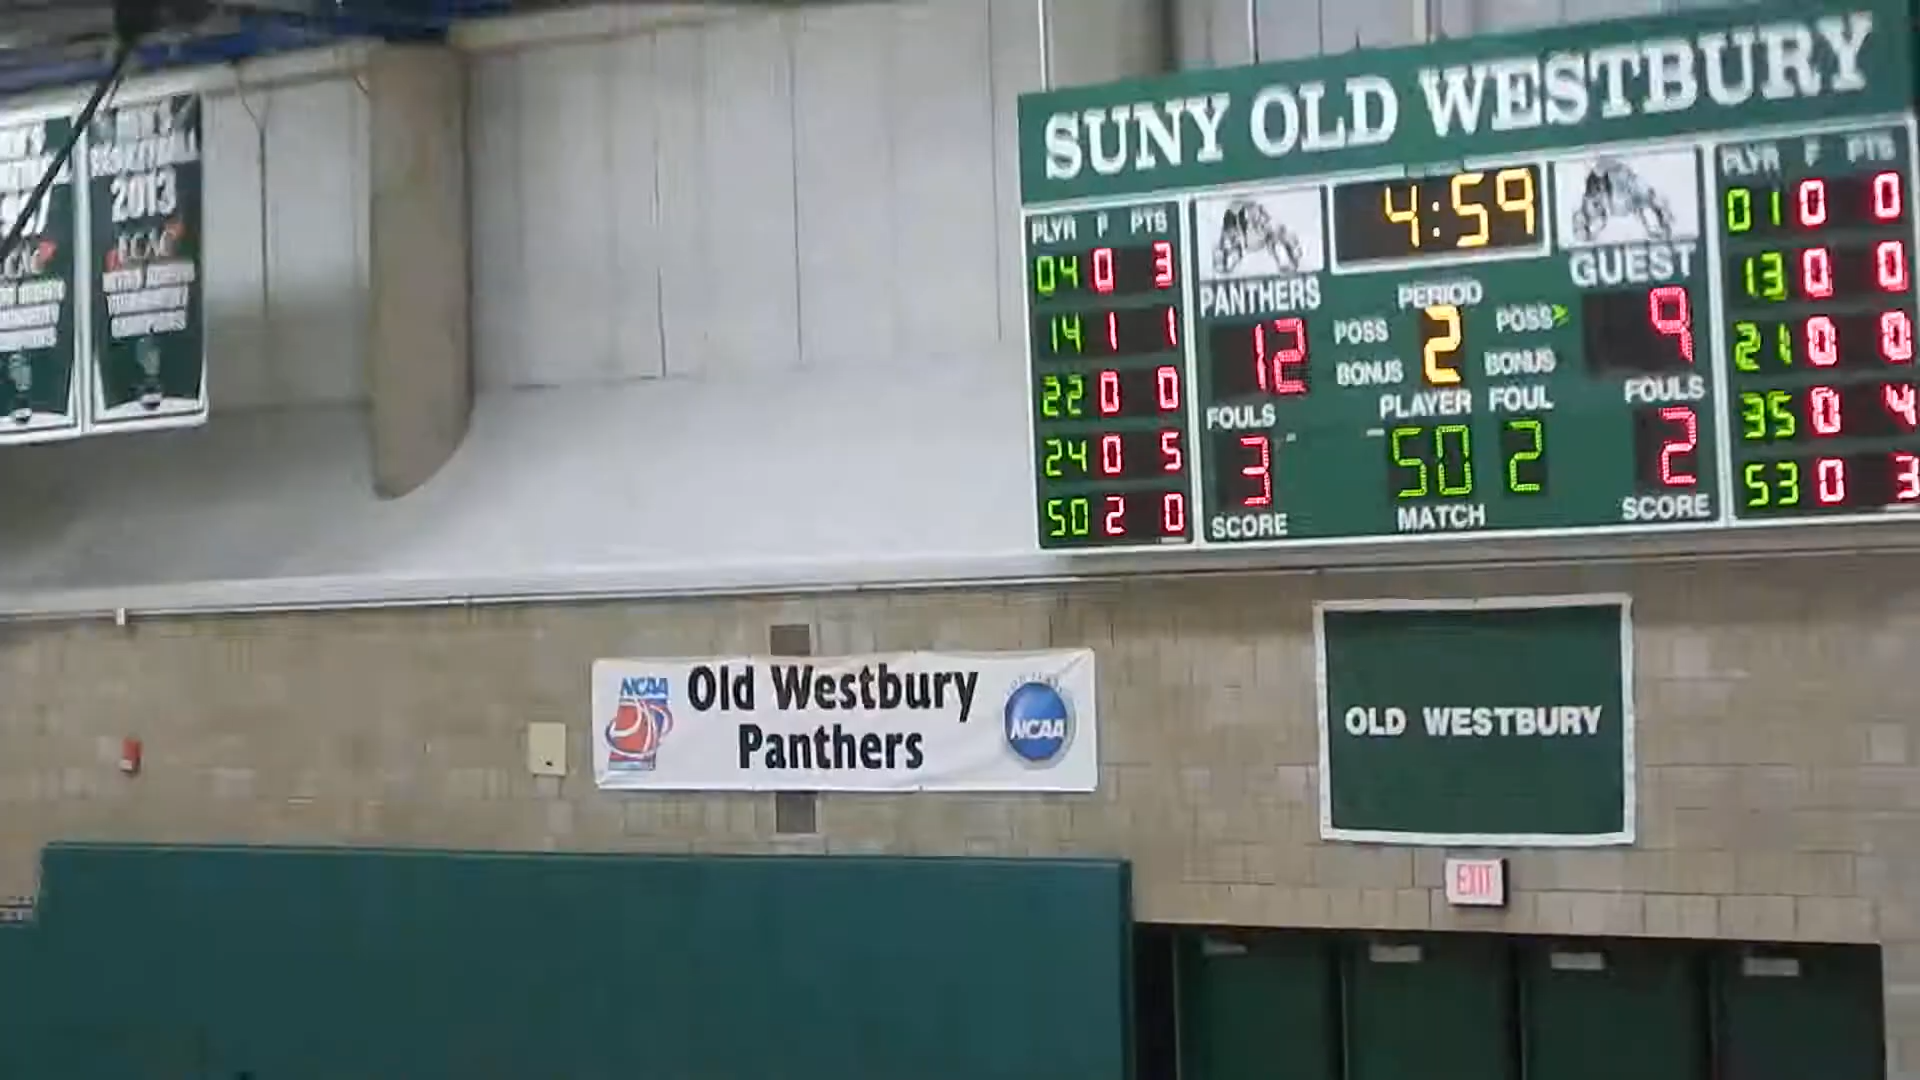 SUNY OLD WESTBURY
PLYR F PTS
04 0 3
14 1 1
22 0 0
24 0 5
50 2 0
4:59
PANTHERS
12
PERIOD
2
POSS
POSS>
BONUS
BONUS
GUEST
9
FOULS
3
PLAYER FOUL
50 2
FOULS
2
SCORE
MATCH
SCORE
PLYR F PTS
01 0 0
13 0 0
21 0 0
35 0 4
53 0 3
BASKETBALL
2013
ECAC
NCAA
Old Westbury
Panthers
NCAA
OLD WESTBURY
EXIT